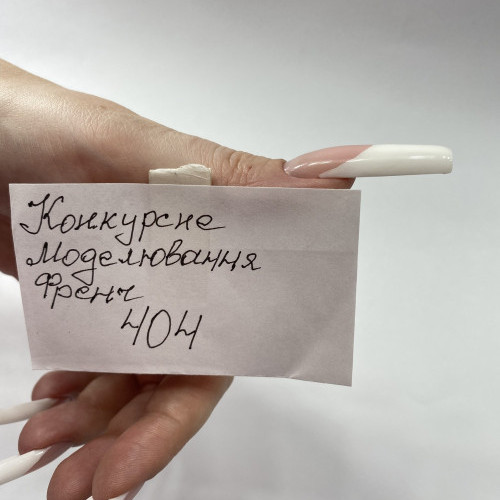 Конкурсне
Моделювання
Френч
404